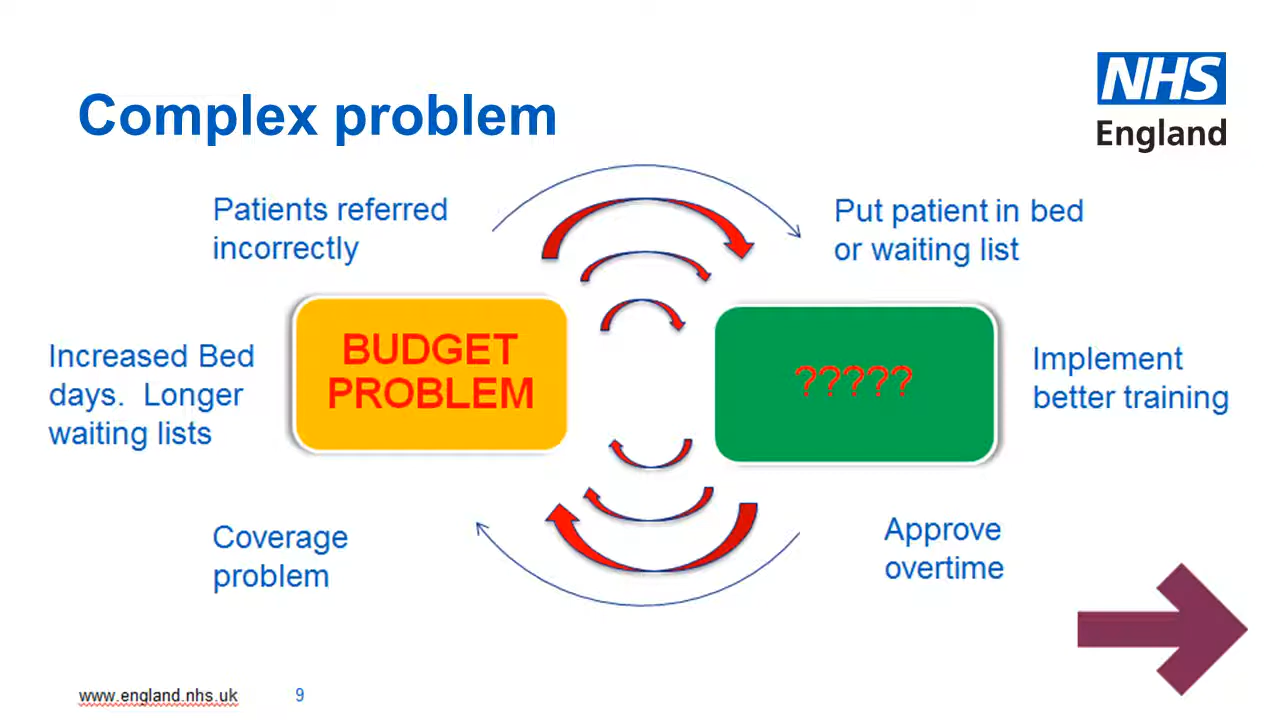 NHS
England
Complex problem
Patients referred
incorrectly
Put patient in bed
or waiting list
Increased Bed
days.  Longer
waiting lists
BUDGET
PROBLEM
?????
Implement
better training
Coverage
problem
Approve
overtime
www.england.nhs.uk
9